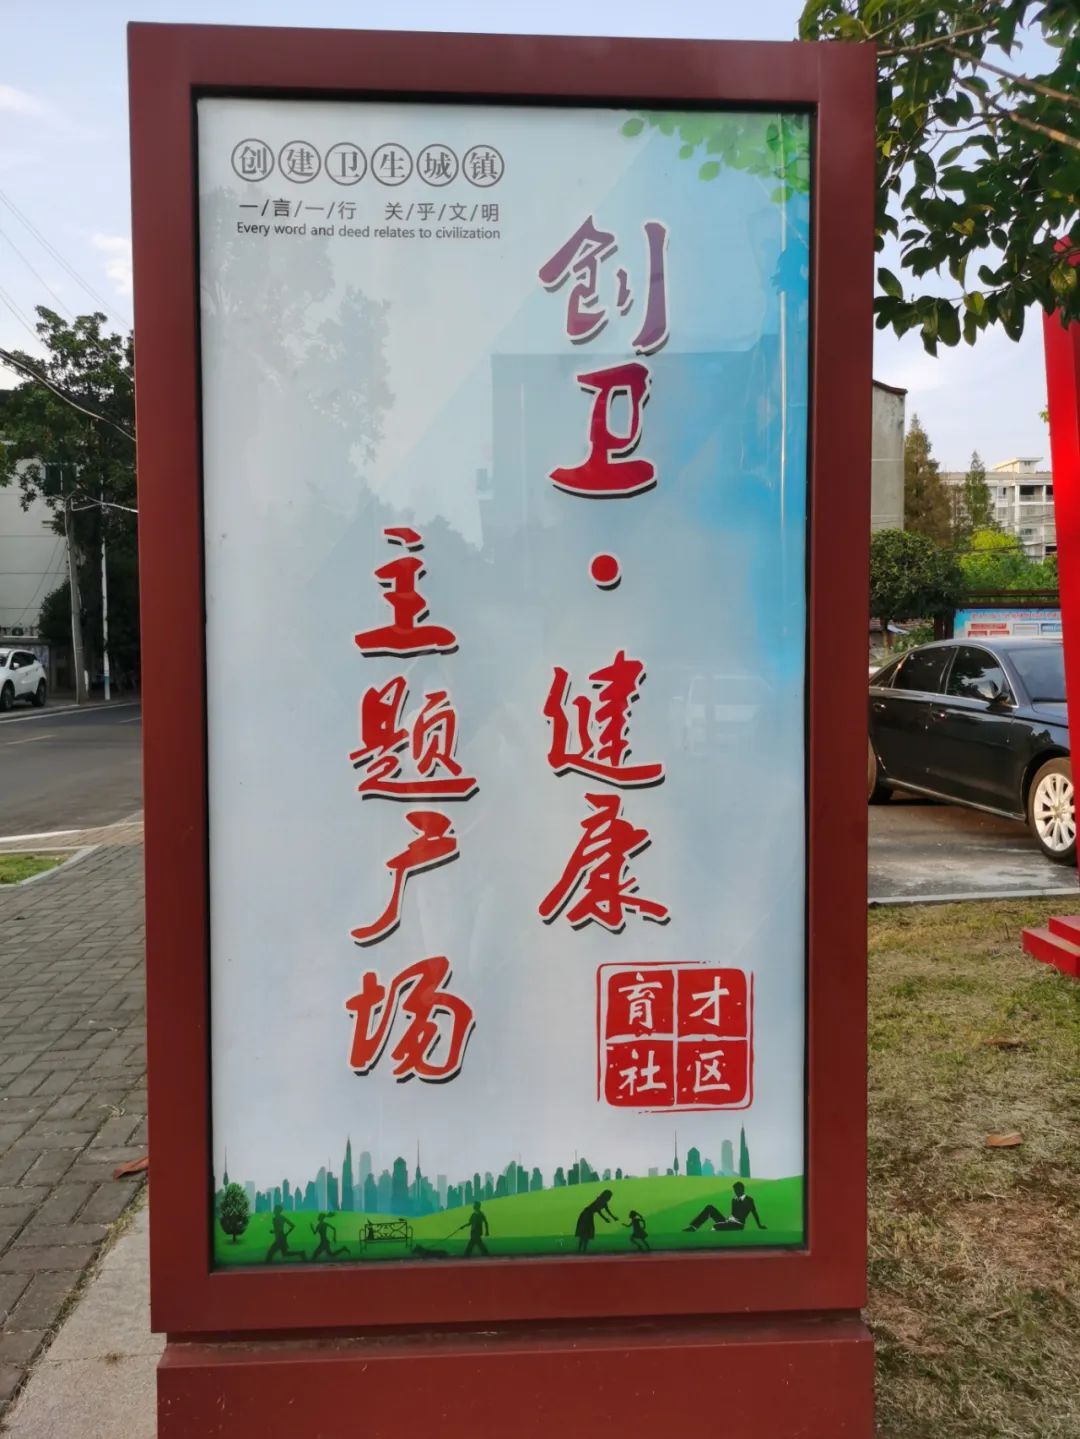 创建卫生城镇
一/言/一/行 关/乎/文/明
Every word and deed relates to civilization
创卫·健康
主题广场
育才
社区